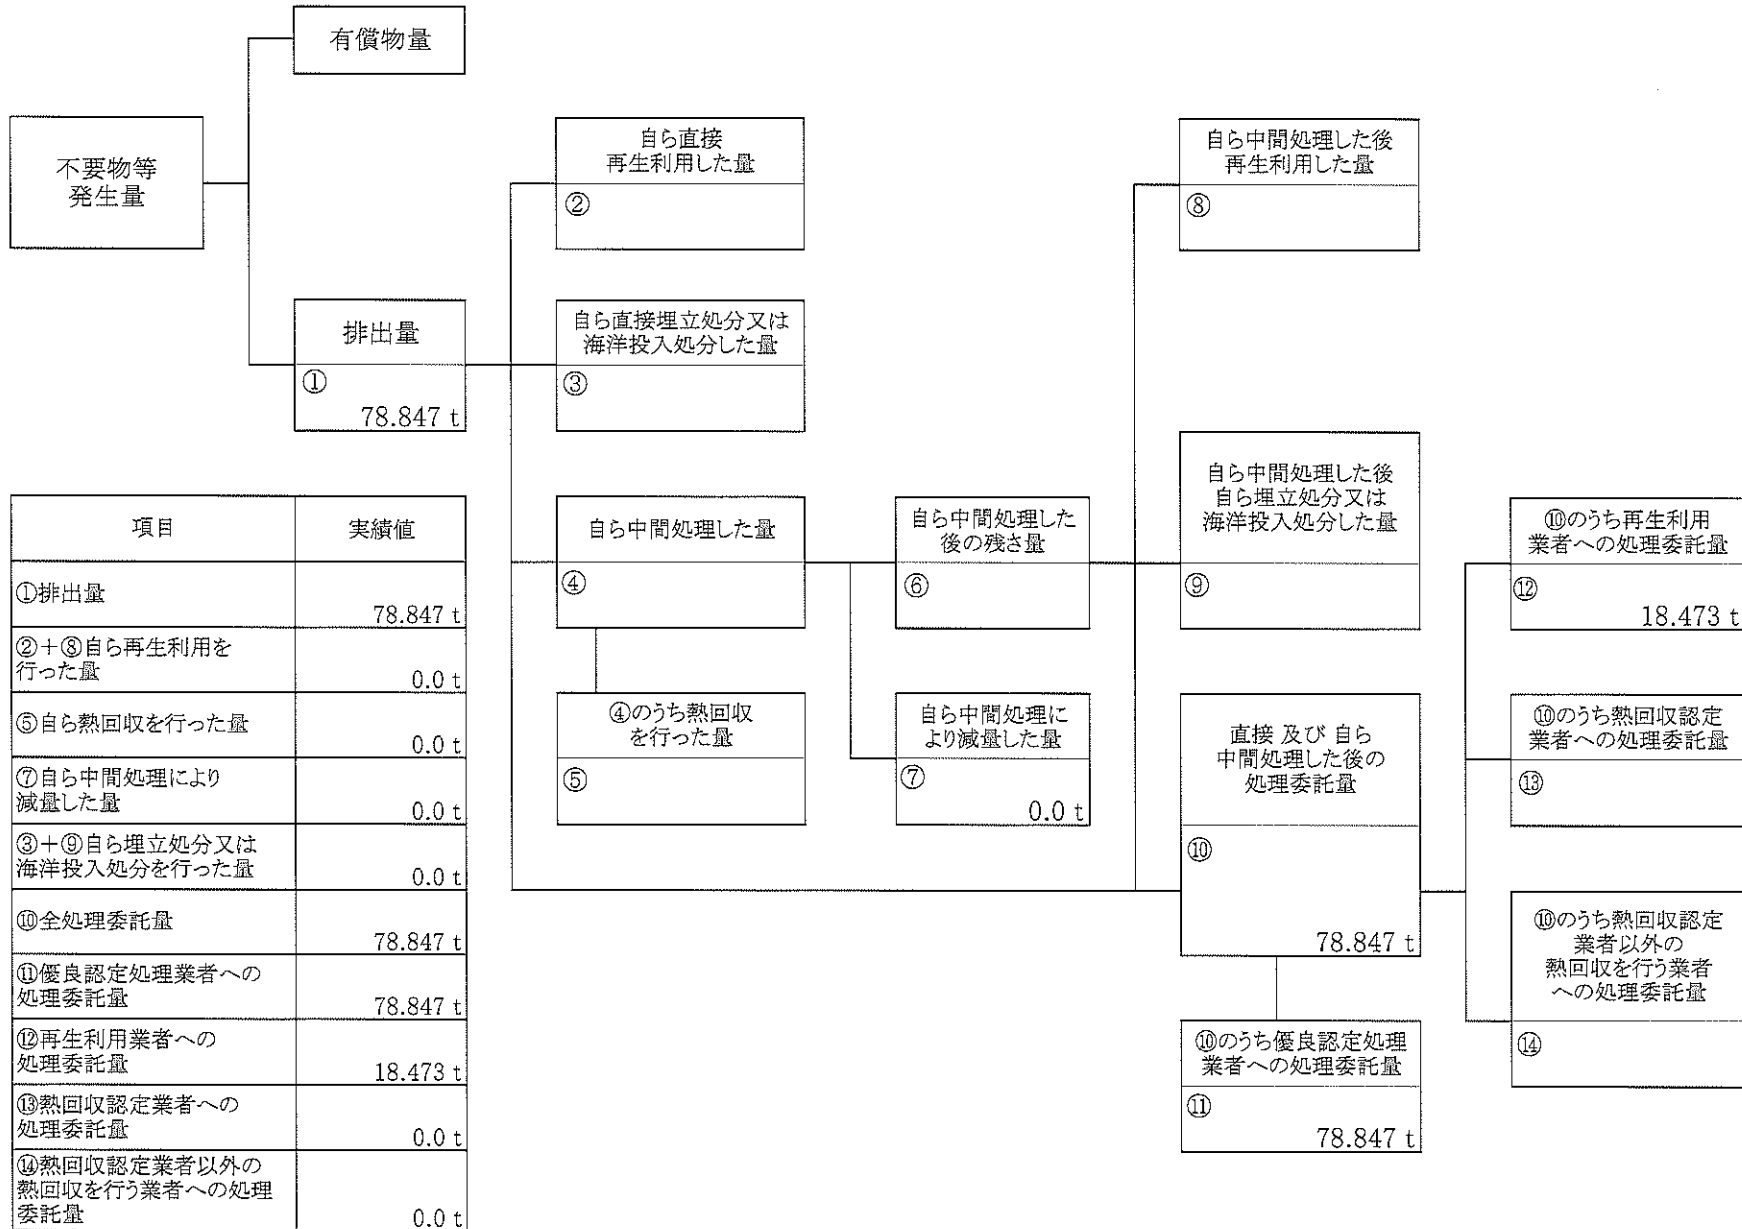 有償物量
不要物等
発生量
排出量
①
78.847 t
自ら直接
再生利用した量
②
自ら直接埋立処分又は
海洋投入処分した量
③
自ら中間処理した量
④
④のうち熱回収
を行った量
⑤
自ら中間処理した
後の残さ量
⑥
自ら中間処理に
より減量した量
⑦
0.0 t
自ら中間処理した後
再生利用した量
⑧
自ら中間処理した後
自ら埋立処分又は
海洋投入処分した量
⑨
直接 及び 自ら
中間処理した後の
処理委託量
⑩
78.847 t
⑩のうち優良認定処理
業者への処理委託量
⑪
78.847 t
⑩のうち再生利用
業者への処理委託量
⑫
18.473 t
⑩のうち熱回収認定
業者への処理委託量
⑬
⑩のうち熱回収認定
業者以外の
熱回収を行う業者
への処理委託量
⑭
項目 実績値
①排出量
78.847 t
②+⑧自ら再生利用を
行った量
0.0 t
⑤自ら熱回収を行った量
0.0 t
⑦自ら中間処理により
減量した量
0.0 t
③+⑨自ら埋立処分又は
海洋投入処分を行った量
0.0 t
⑩全処理委託量
78.847 t
⑪優良認定処理業者への
処理委託量
78.847 t
⑫再生利用業者への
処理委託量
18.473 t
⑬熱回収認定業者への
処理委託量
0.0 t
⑭熱回収認定業者以外の
熱回収を行う業者への処理
委託量
0.0 t